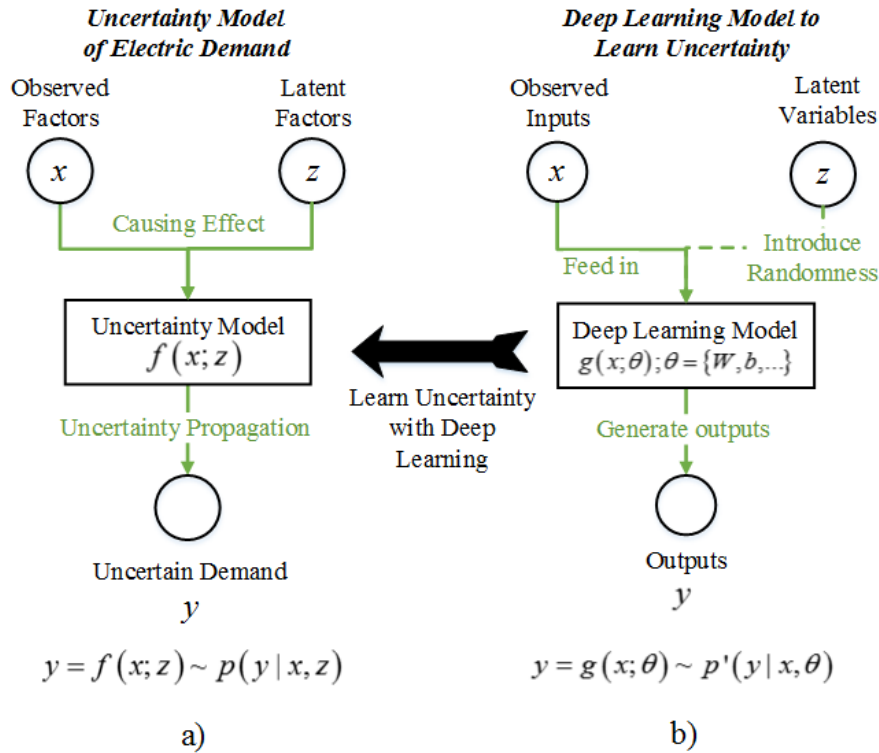 Uncertainty Model
of Electric Demand
Observed
Factors
Latent
Factors
x
z
Causing Effect
Uncertainty Model
f(x;z)
Uncertainty Propagation
Uncertain Demand
y
y = f(x;z) ~ p(y|x,z)
a)
Learn Uncertainty
with Deep
Learning
Deep Learning Model to
Learn Uncertainty
Observed
Inputs
Latent
Variables
x
z
Feed in
Introduce
Randomness
Deep Learning Model
g(x;θ);θ={W,b,...}
Generate outputs
Outputs
y
y = g(x;θ) ~ p'(y|x,θ)
b)